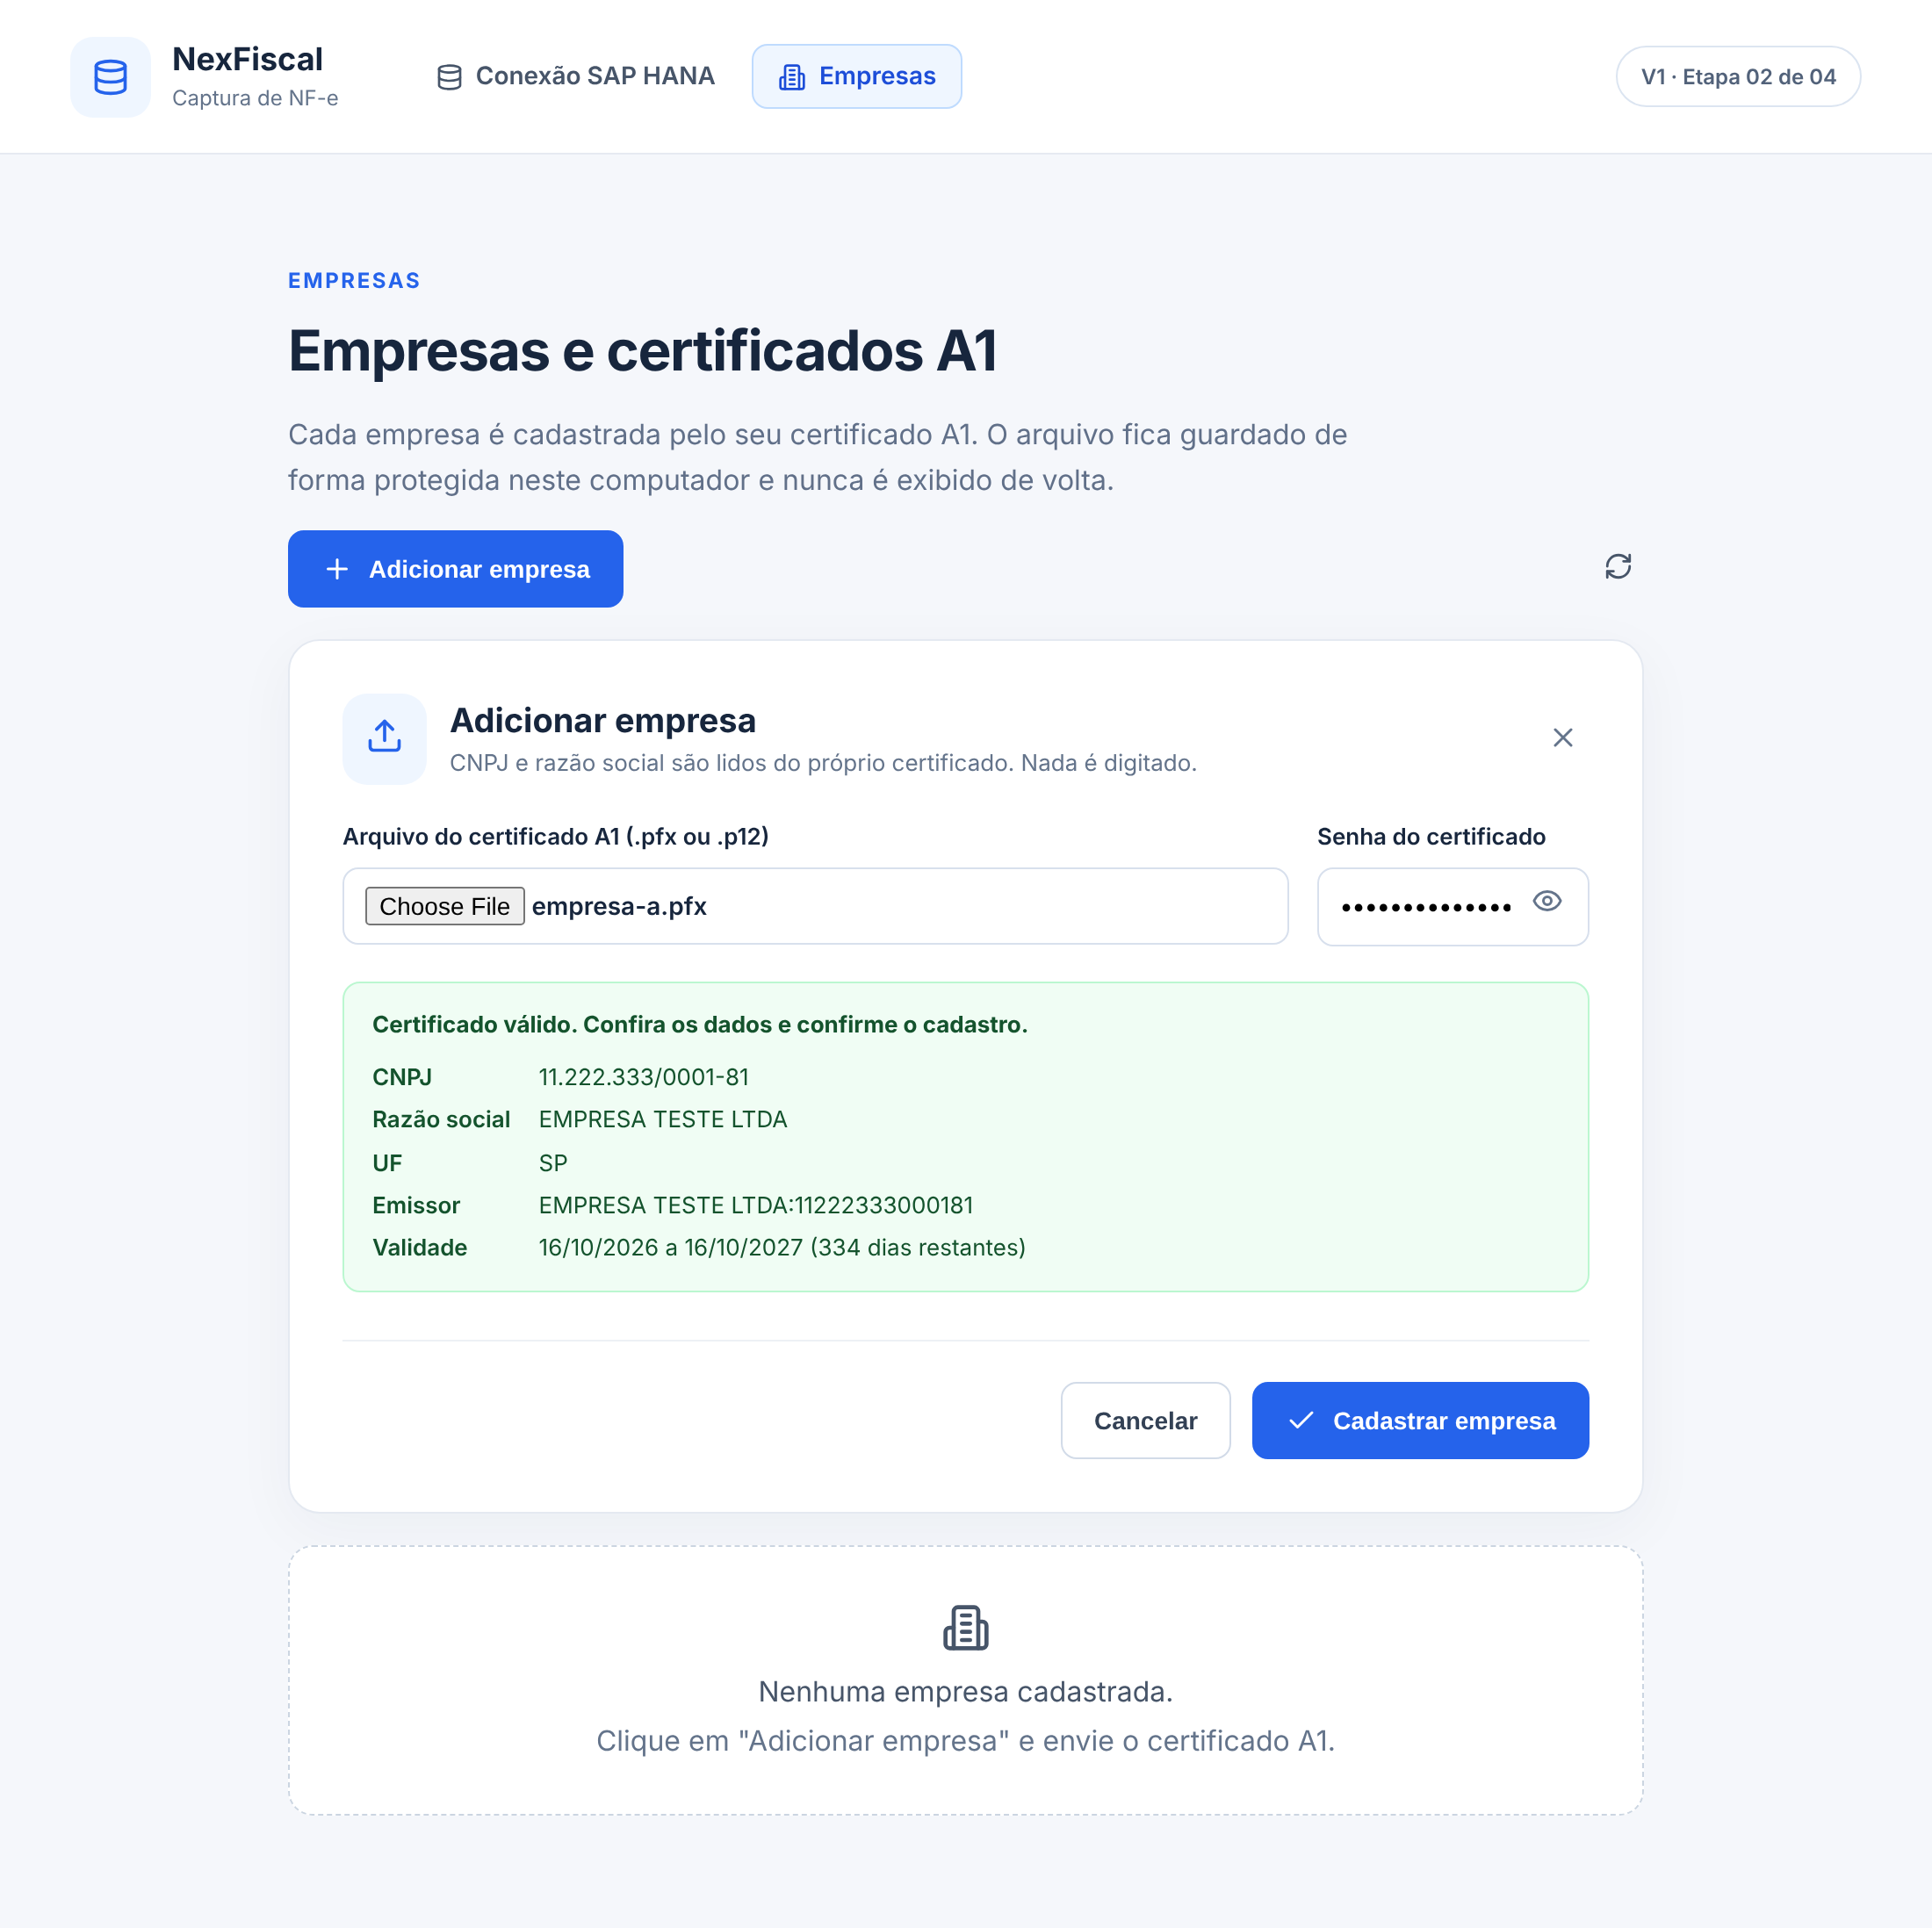 NexFiscal
Captura de NF-e
Conexão SAP HANA
Empresas
V1 · Etapa 02 de 04
EMPRESAS
Empresas e certificados A1
Cada empresa é cadastrada pelo seu certificado A1. O arquivo fica guardado de
forma protegida neste computador e nunca é exibido de volta.
Adicionar empresa
Adicionar empresa
CNPJ e razão social são lidos do próprio certificado. Nada é digitado.
Arquivo do certificado A1 (.pfx ou .p12)
Senha do certificado
Choose File empresa-a.pfx
••••••••••••••
Certificado válido. Confira os dados e confirme o cadastro.
CNPJ 11.222.333/0001-81
Razão social EMPRESA TESTE LTDA
UF SP
Emissor EMPRESA TESTE LTDA:11222333000181
Validade 16/10/2026 a 16/10/2027 (334 dias restantes)
Cancelar
Cadastrar empresa
Nenhuma empresa cadastrada.
Clique em "Adicionar empresa" e envie o certificado A1.